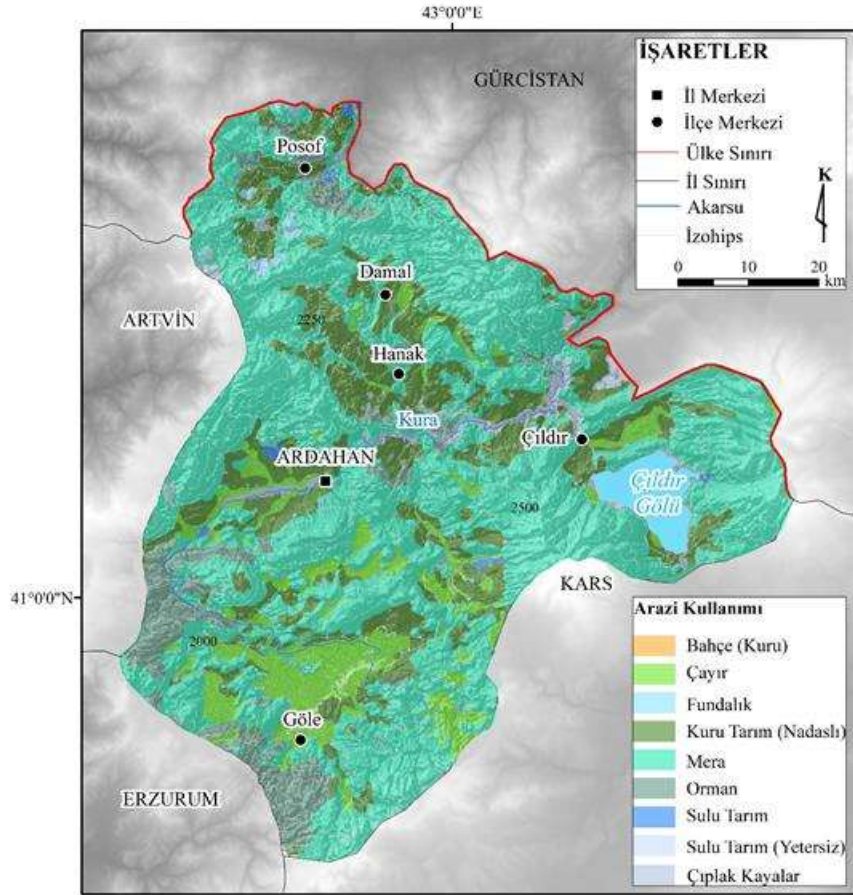 43°0'0"E
GÜRCİSTAN
Posof
Damal
ARTVİN
2250
Hanak
Kura
Çıldır
ARDAHAN
Çıldır
Gölü
2500
41°0'0"N
KARS
2000
Göle
ERZURUM
İŞARETLER
İl Merkezi
İlçe Merkezi
Ülke Sınırı
İl Sınırı
Akarsu
İzohips
K
0 10 20
km
Arazi Kullanımı
Bahçe (Kuru)
Çayır
Fundalık
Kuru Tarım (Nadaslı)
Mera
Orman
Sulu Tarım
Sulu Tarım (Yetersiz)
Çıplak Kayalar